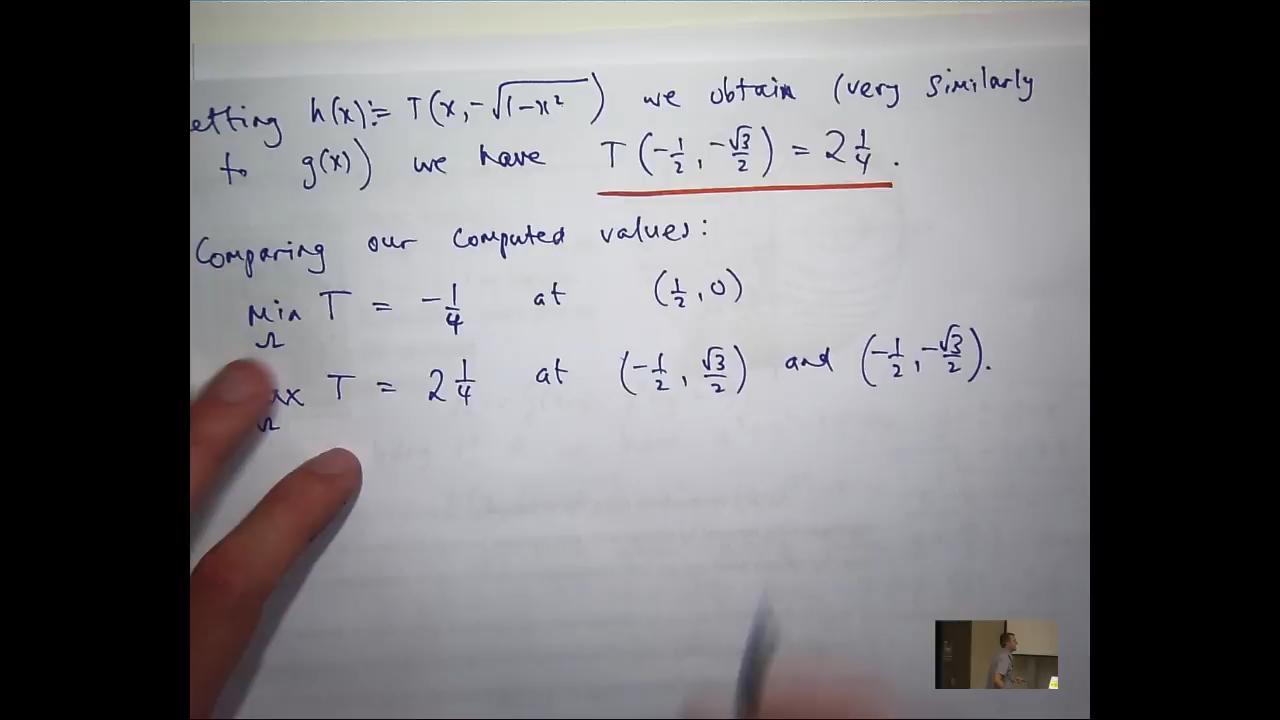 etting h(x):= T(x, -√(1-x²)) we obtain (very similarly
to g(x)) we have T(-1/2, -√3/2) = 2 1/4.
Comparing our computed values:
Min T = -1/4 at (1/2, 0)
Ω
ax T = 2 1/4 at (-1/2, √3/2) and (-1/2, -√3/2).
Ω